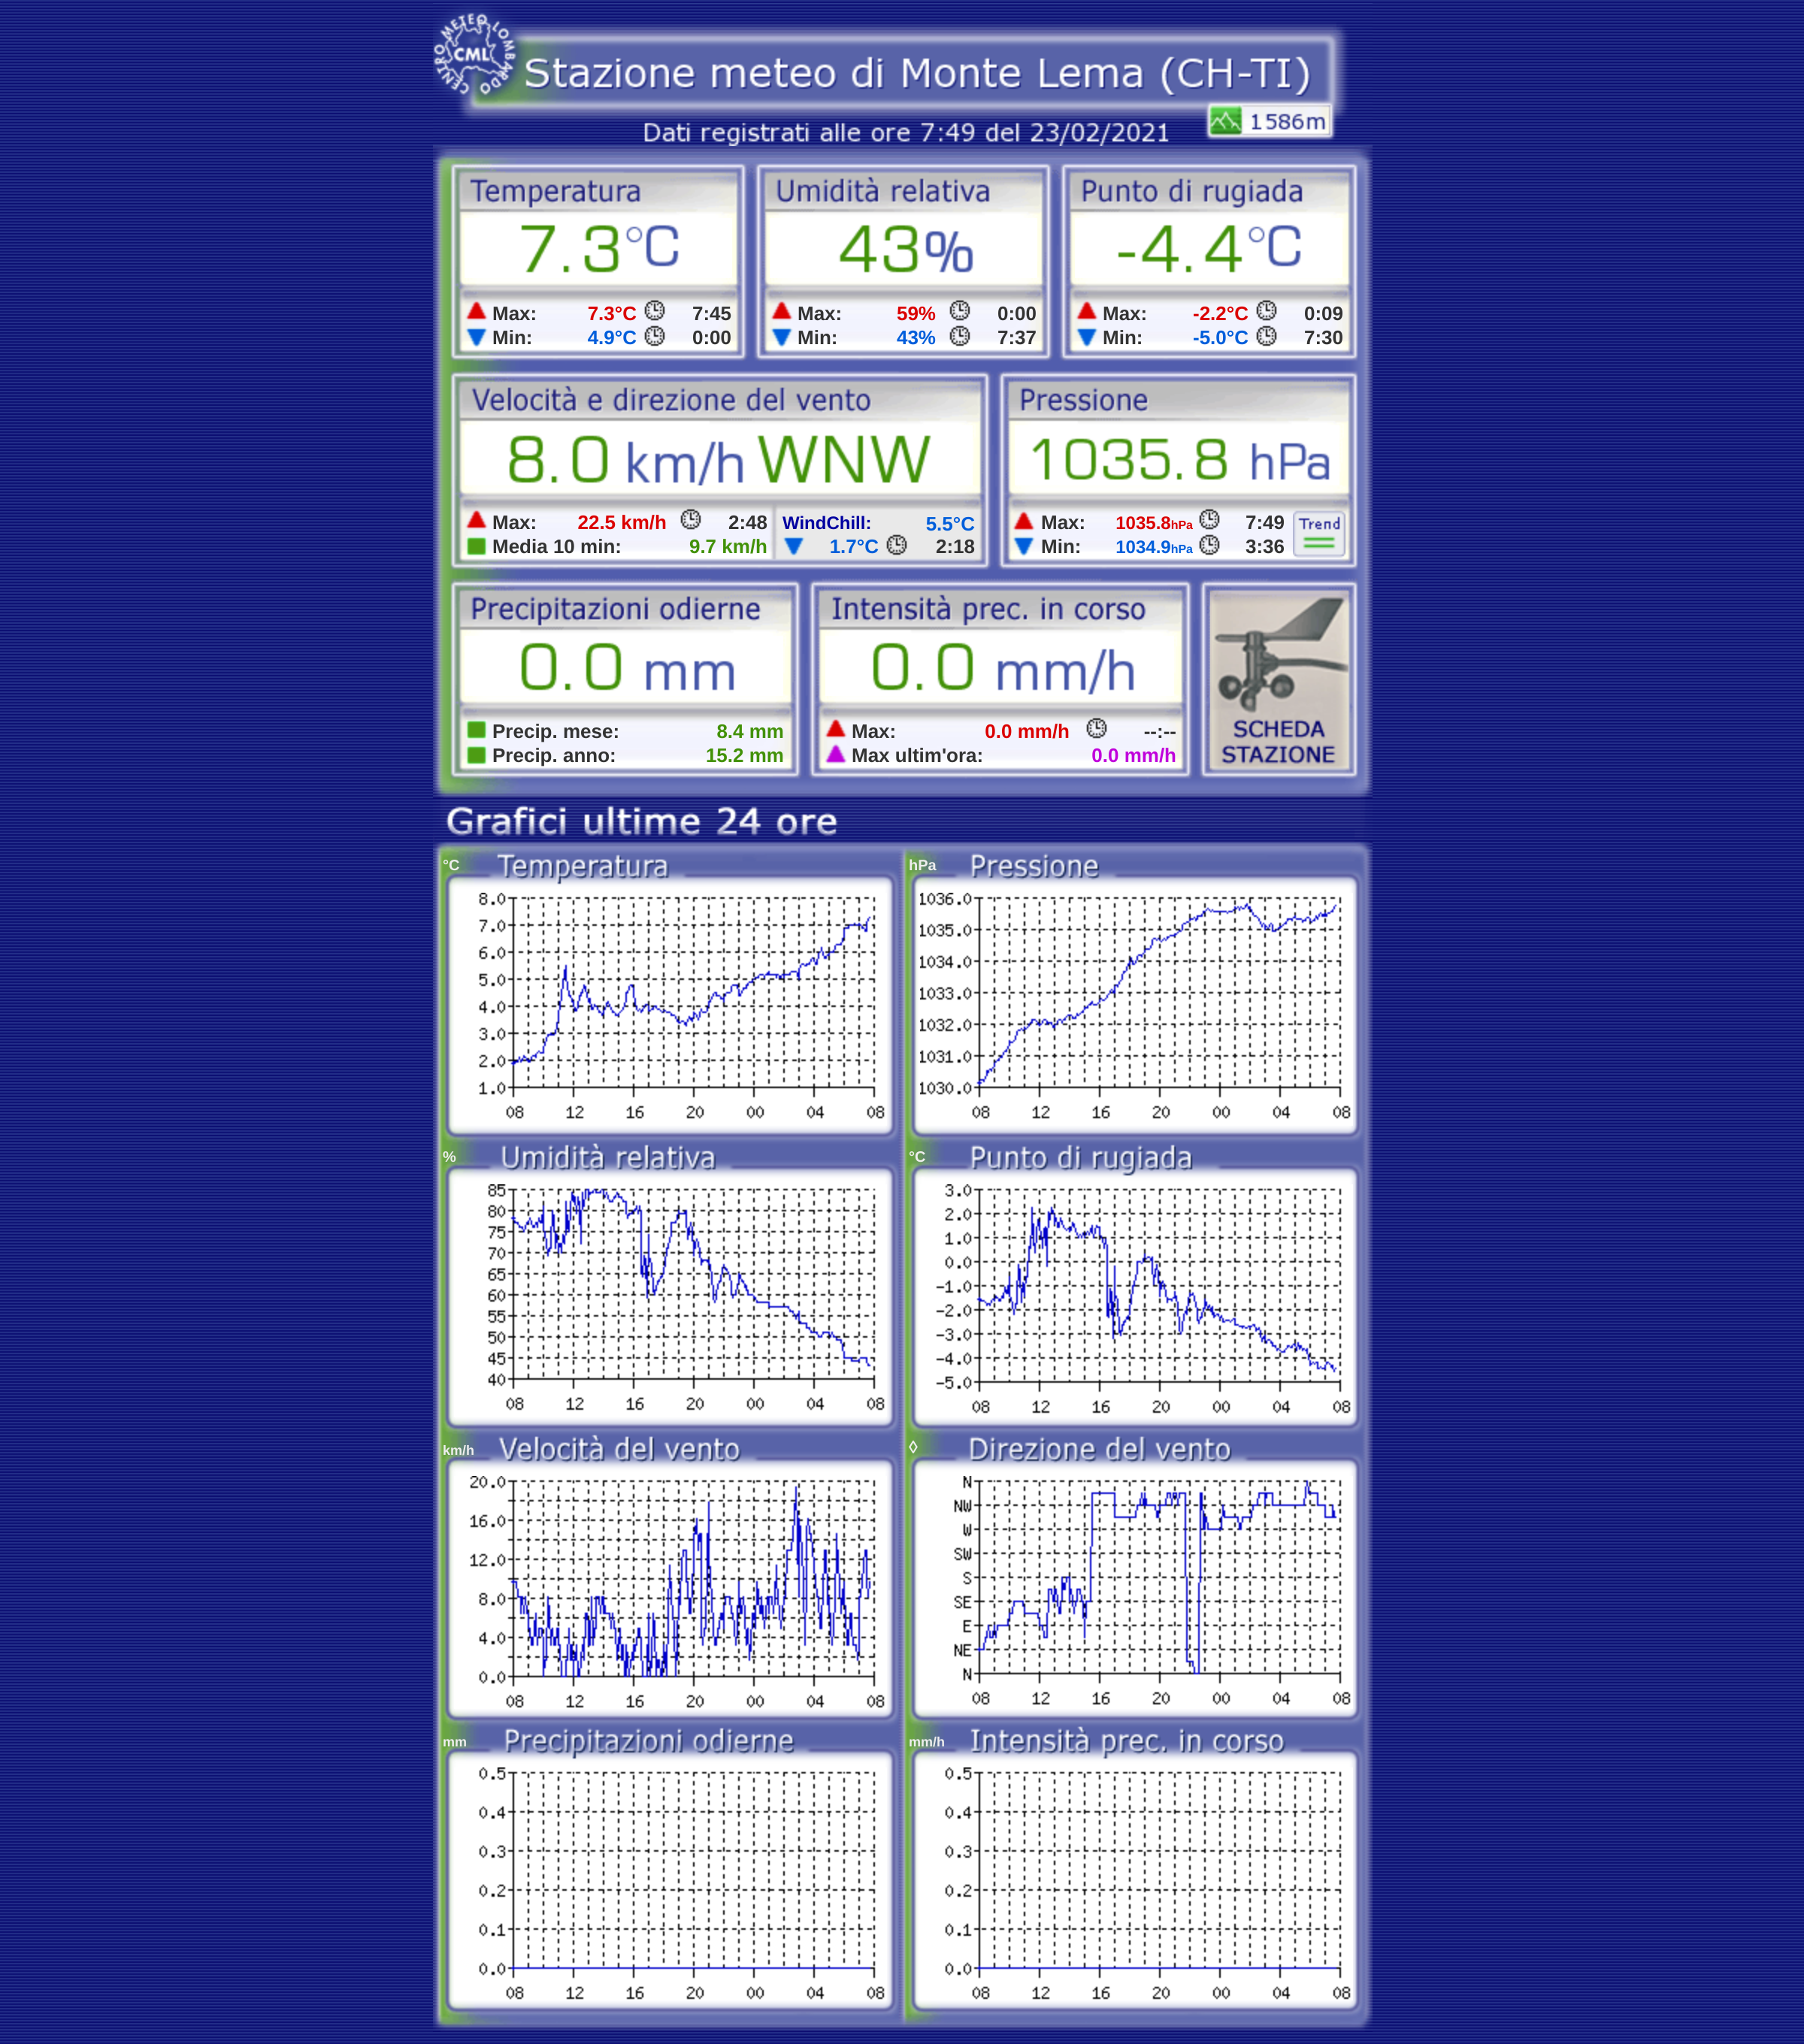 CENTRO METEO LOMBARDO
CML
Stazione meteo di Monte Lema (CH-TI)
1586m
Dati registrati alle ore 7:49 del 23/02/2021
Temperatura
7.3°C
Max: 7.3°C 7:45
Min: 4.9°C 0:00
Umidità relativa
43%
Max: 59% 0:00
Min: 43% 7:37
Punto di rugiada
-4.4°C
Max: -2.2°C 0:09
Min: -5.0°C 7:30
Velocità e direzione del vento
8.0 km/h WNW
Max: 22.5 km/h 2:48
Media 10 min: 9.7 km/h
WindChill: 5.5°C
1.7°C 2:18
Pressione
1035.8 hPa
Max: 1035.8hPa 7:49
Min: 1034.9hPa 3:36
Trend
Precipitazioni odierne
0.0 mm
Precip. mese: 8.4 mm
Precip. anno: 15.2 mm
Intensità prec. in corso
0.0 mm/h
Max: 0.0 mm/h --:--
Max ultim'ora: 0.0 mm/h
SCHEDA
STAZIONE
Grafici ultime 24 ore
°C Temperatura
8.0
7.0
6.0
5.0
4.0
3.0
2.0
1.0
08 12 16 20 00 04 08
hPa Pressione
1036.0
1035.0
1034.0
1033.0
1032.0
1031.0
1030.0
08 12 16 20 00 04 08
% Umidità relativa
85
80
75
70
65
60
55
50
45
40
08 12 16 20 00 04 08
°C Punto di rugiada
3.0
2.0
1.0
0.0
-1.0
-2.0
-3.0
-4.0
-5.0
08 12 16 20 00 04 08
km/h Velocità del vento
20.0
16.0
12.0
8.0
4.0
0.0
08 12 16 20 00 04 08
◊ Direzione del vento
N
NW
W
SW
S
SE
E
NE
N
08 12 16 20 00 04 08
mm Precipitazioni odierne
0.5
0.4
0.3
0.2
0.1
0.0
08 12 16 20 00 04 08
mm/h Intensità prec. in corso
0.5
0.4
0.3
0.2
0.1
0.0
08 12 16 20 00 04 08